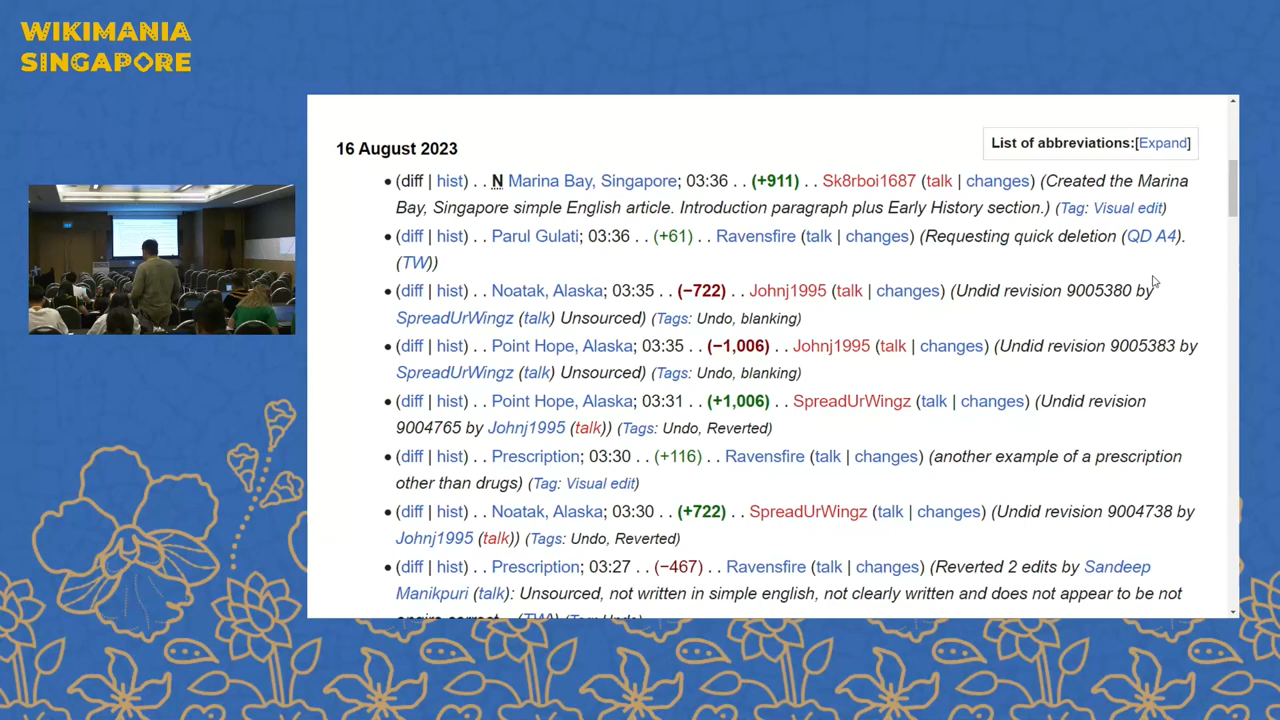 WIKIMANIA
SINGAPORE
List of abbreviations:[Expand]
16 August 2023
• (diff | hist) . . N Marina Bay, Singapore; 03:36 . . (+911) . . Sk8rboi1687 (talk | changes) (Created the Marina
Bay, Singapore simple English article. Introduction paragraph plus Early History section.) (Tag: Visual edit)
• (diff | hist) . . Parul Gulati; 03:36 . . (+61) . . Ravensfire (talk | changes) (Requesting quick deletion (QD A4).
(TW))
• (diff | hist) . . Noatak, Alaska; 03:35 . . (−722) . . Johnj1995 (talk | changes) (Undid revision 9005380 by
SpreadUrWingz (talk) Unsourced) (Tags: Undo, blanking)
• (diff | hist) . . Point Hope, Alaska; 03:35 . . (−1,006) . . Johnj1995 (talk | changes) (Undid revision 9005383 by
SpreadUrWingz (talk) Unsourced) (Tags: Undo, blanking)
• (diff | hist) . . Point Hope, Alaska; 03:31 . . (+1,006) . . SpreadUrWingz (talk | changes) (Undid revision
9004765 by Johnj1995 (talk)) (Tags: Undo, Reverted)
• (diff | hist) . . Prescription; 03:30 . . (+116) . . Ravensfire (talk | changes) (another example of a prescription
other than drugs) (Tag: Visual edit)
• (diff | hist) . . Noatak, Alaska; 03:30 . . (+722) . . SpreadUrWingz (talk | changes) (Undid revision 9004738 by
Johnj1995 (talk)) (Tags: Undo, Reverted)
• (diff | hist) . . Prescription; 03:27 . . (−467) . . Ravensfire (talk | changes) (Reverted 2 edits by Sandeep
Manikpuri (talk): Unsourced, not written in simple english, not clearly written and does not appear to be not